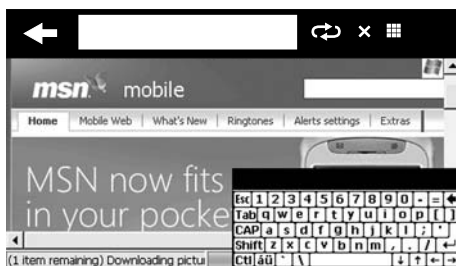 msn mobile
Home Mobile Web What's New Ringtones Alerts settings Extras
MSN now fits
in your pocke
Esc 1 2 3 4 5 6 7 8 9 0 - =
Tab q w e r t y u i o p [ ]
CAP a s d f g h j k l ; '
Shift z x c v b n m , . /
Ctl áü ` \
(1 item remaining) Downloading pictu